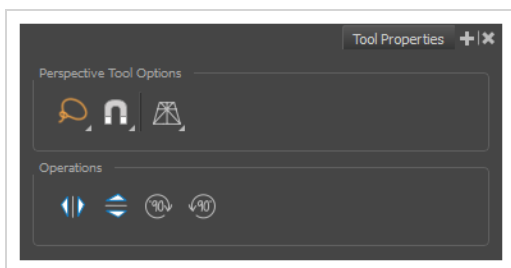 Tool Properties
Perspective Tool Options
Operations
90
90°